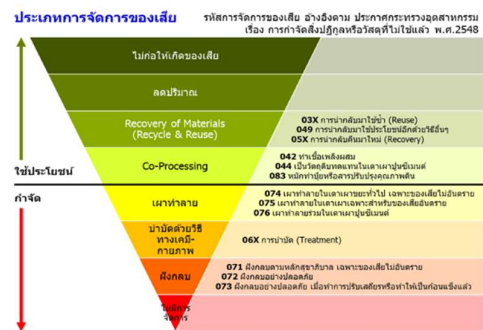 ประเภทการจัดการของเสีย
รหัสการจัดการของเสีย อ้างอิงตาม ประกาศกระทรวงอุตสาหกรรม
เรื่อง การกำจัดสิ่งปฏิกูลหรือวัสดุที่ไม่ใช้แล้ว พ.ศ.2548
ไม่ก่อให้เกิดของเสีย
ลดปริมาณ
Recovery of Materials
(Recycle & Reuse)
03X การนำกลับมาใช้ซ้ำ (Reuse)
049 การนำกลับมาใช้ประโยชน์อีกด้วยวิธีอื่นๆ
05X การนำกลับคืนมาใหม่ (Recovery)
Co-Processing
042 ทำเชื้อเพลิงผสม
044 เป็นวัตถุดิบทดแทนในเตาเผาปูนซีเมนต์
083 หมักทำปุ๋ยหรือสารปรับปรุงคุณภาพดิน
ใช้ประโยชน์
กำจัด
เผาทำลาย
074 เผาทำลายในเตาเผาขยะทั่วไป เฉพาะของเสียไม่อันตราย
075 เผาทำลายในเตาเผาเฉพาะสำหรับของเสียอันตราย
076 เผาทำลายร่วมในเตาเผาปูนซีเมนต์
บำบัดด้วยวิธี
ทางเคมี-
กายภาพ
06X การบำบัด (Treatment)
ฝังกลบ
071 ฝังกลบตามหลักสุขาภิบาล เฉพาะของเสียไม่อันตราย
072 ฝังกลบอย่างปลอดภัย
073 ฝังกลบอย่างปลอดภัย เมื่อทำการปรับเสถียรหรือทำให้เป็นก้อนแข็งแล้ว
ไม่มีการ
จัดการ